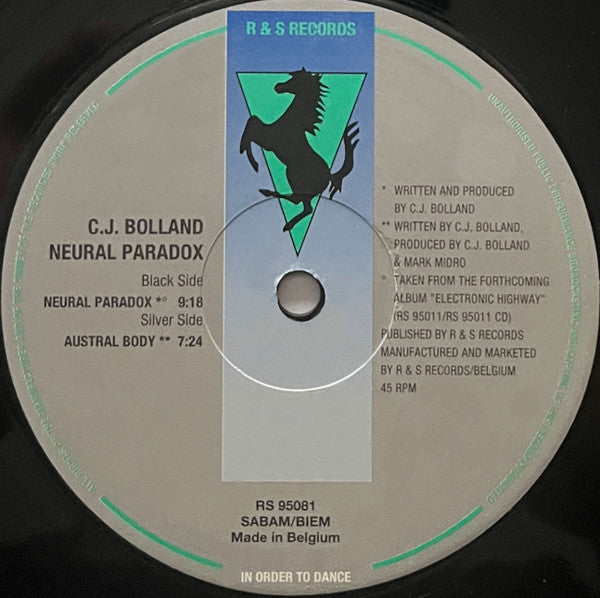 R & S RECORDS
C.J. BOLLAND
NEURAL PARADOX
Black Side
NEURAL PARADOX *° 9:18
Silver Side
AUSTRAL BODY ** 7:24
* WRITTEN AND PRODUCED
BY C.J. BOLLAND
** WRITTEN BY C.J. BOLLAND,
PRODUCED BY C.J. BOLLAND
& MARK MIDRO
° TAKEN FROM THE FORTHCOMING
ALBUM "ELECTRONIC HIGHWAY"
(RS 95011/RS 95011 CD)
PUBLISHED BY R & S RECORDS
MANUFACTURED AND MARKETED
BY R & S RECORDS/BELGIUM
45 RPM
RS 95081
SABAM/BIEM
Made in Belgium
IN ORDER TO DANCE
UNAUTHORISED PUBLIC PERFORMANCE